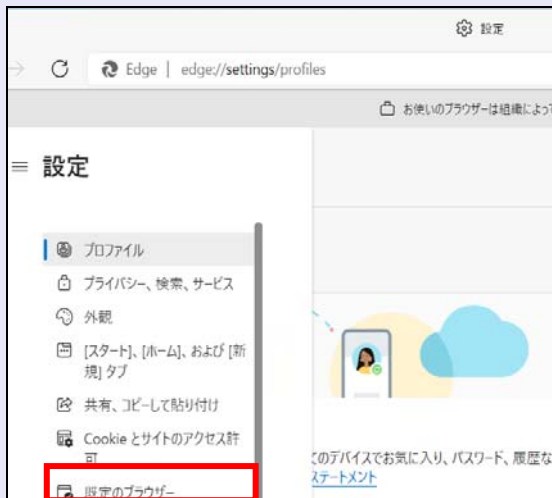 設定
Edge | edge://settings/profiles
お使いのブラウザーは組織によって
設定
プロファイル
プライバシー、検索、サービス
外観
[スタート]、[ホーム]、および [新
規] タブ
共有、コピーして貼り付け
Cookie とサイトのアクセス許
可
既定のブラウザー
てのデバイスでお気に入り、パスワード、履歴な
ステートメント